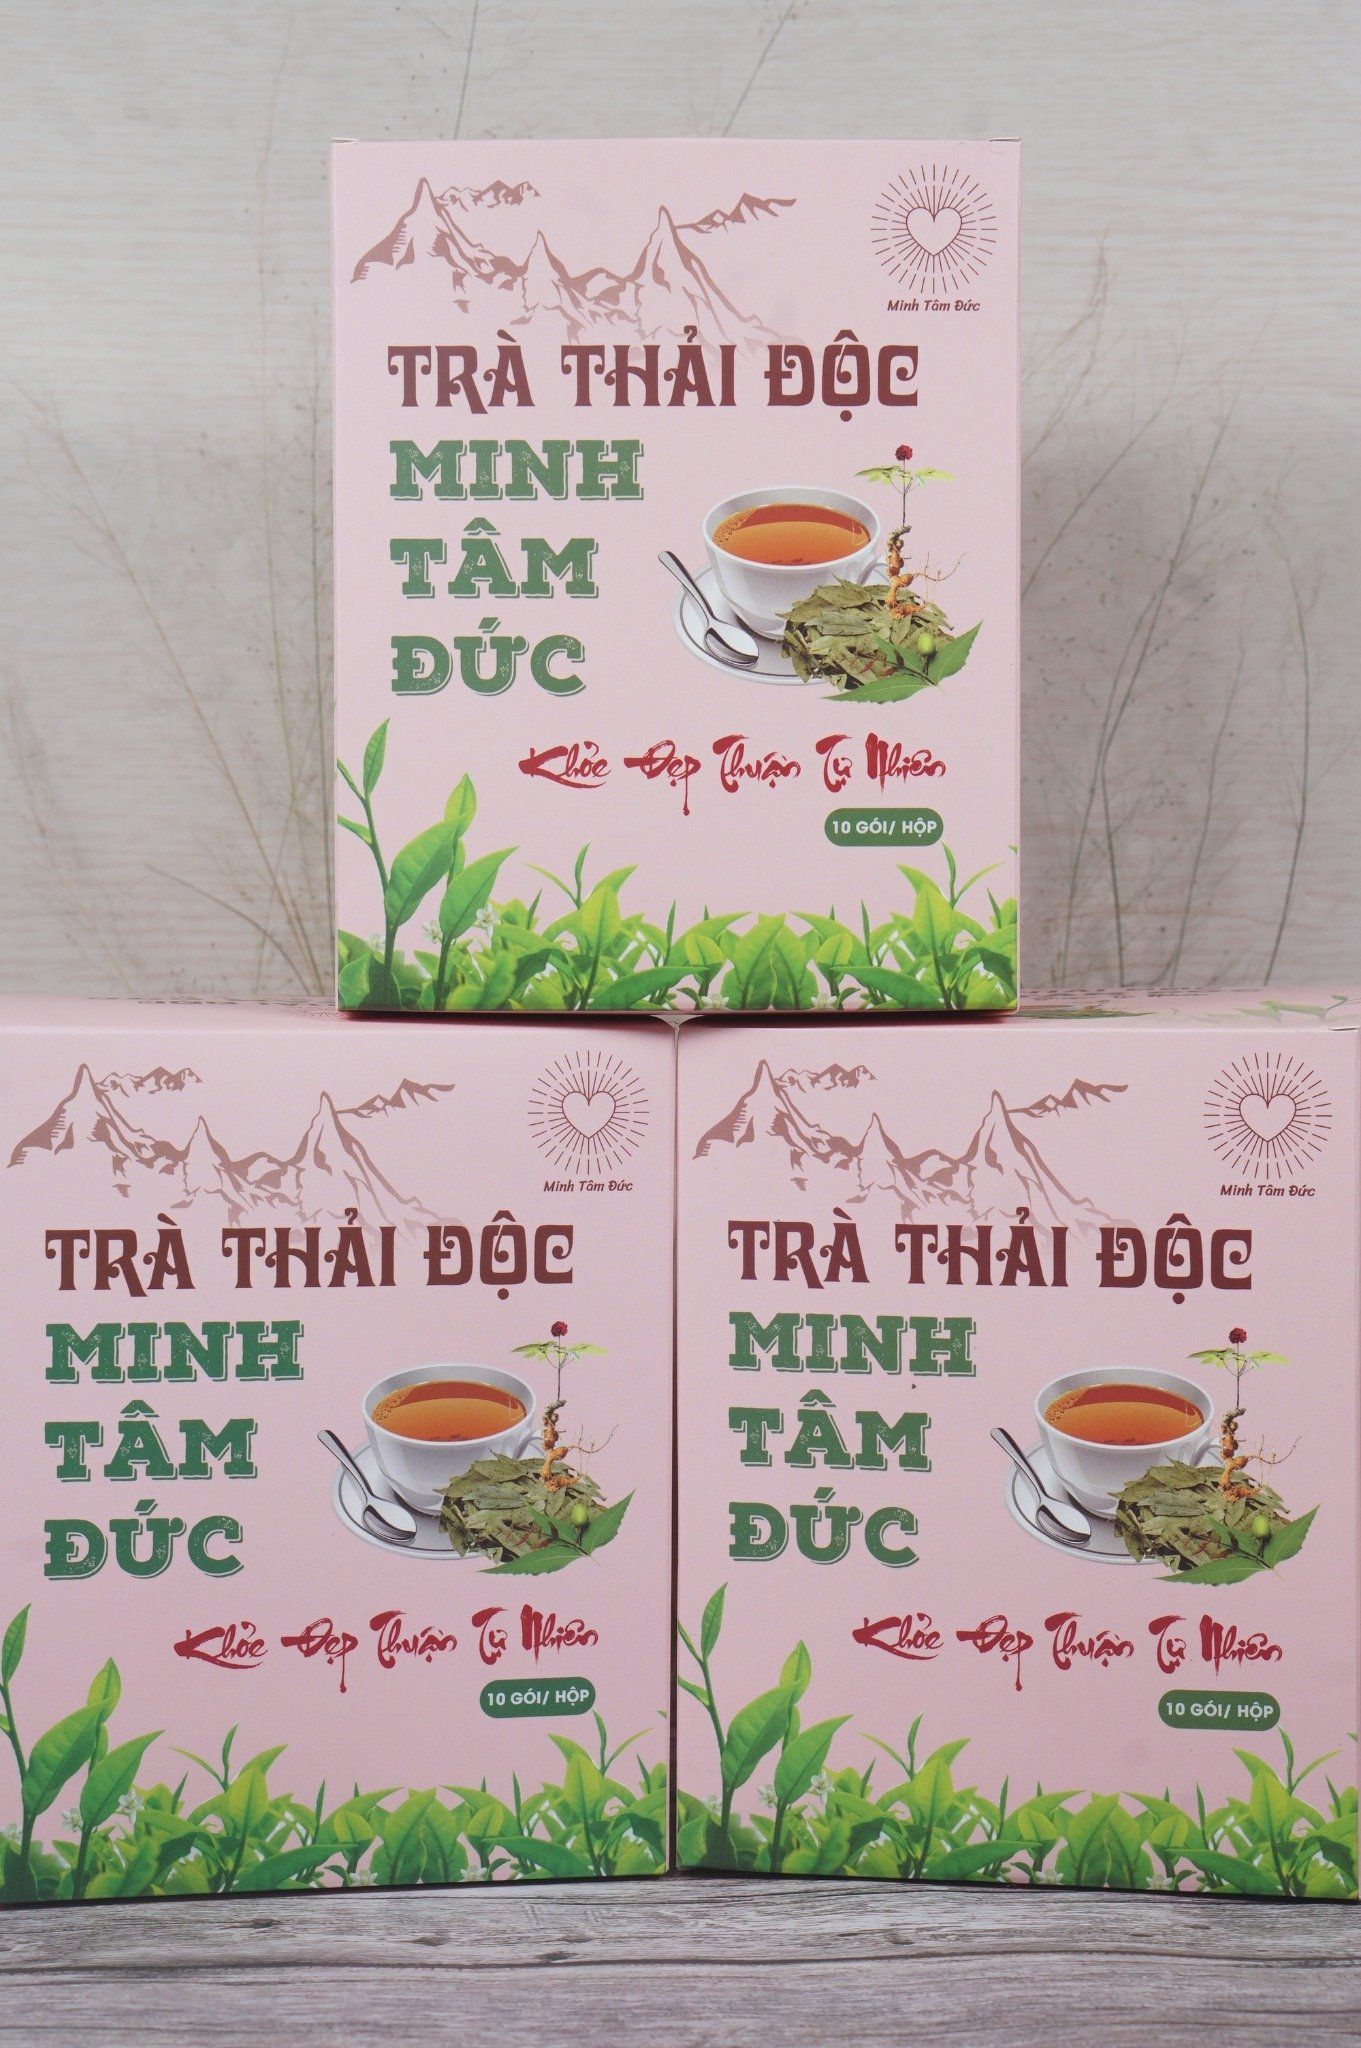 Minh Tâm Đức
TRÀ THẢI ĐỘC
MINH
TÂM
ĐỨC
Khỏe Đẹp Thuận Tự Nhiên
10 GÓI/ HỘP
Minh Tâm Đức
TRÀ THẢI ĐỘC
MINH
TÂM
ĐỨC
Khỏe Đẹp Thuận Tự Nhiên
10 GÓI/ HỘP
Minh Tâm Đức
TRÀ THẢI ĐỘC
MINH
TÂM
ĐỨC
Khỏe Đẹp Thuận Tự Nhiên
10 GÓI/ HỘP